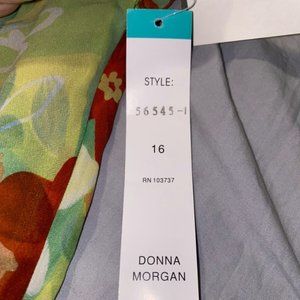 STYLE:
56545-1
16
RN 103737
DONNA
MORGAN